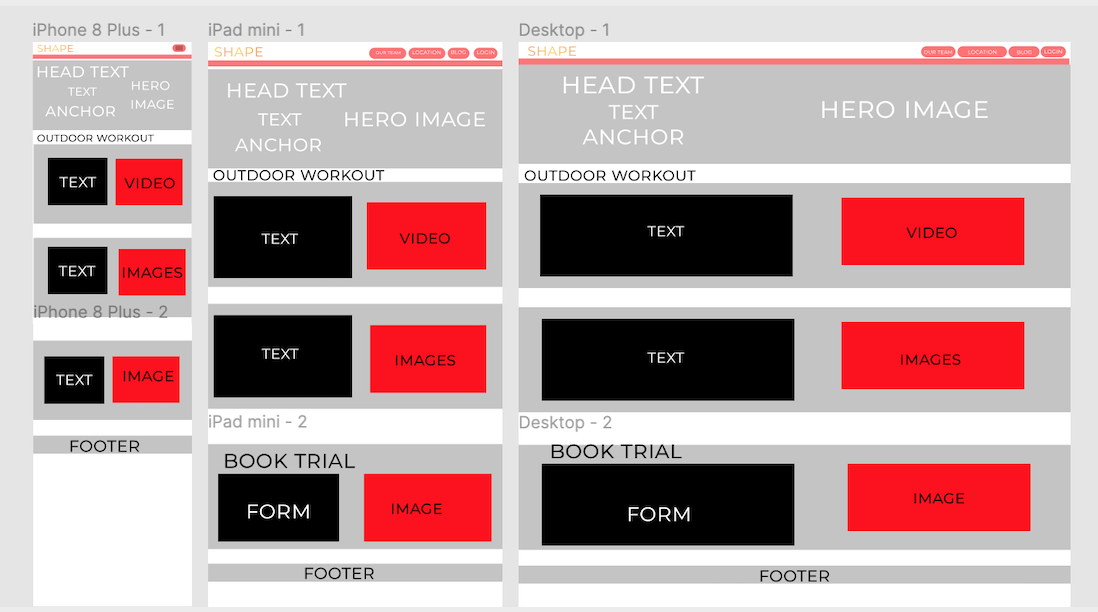 iPhone 8 Plus - 1
SHAPE
HEAD TEXT
TEXT
ANCHOR
HERO
IMAGE
OUTDOOR WORKOUT
TEXT
VIDEO
TEXT
IMAGES
iPhone 8 Plus - 2
TEXT
IMAGE
FOOTER
iPad mini - 1
SHAPE
OUR TEAM
LOCATION
BLOG
LOGIN
HEAD TEXT
TEXT
ANCHOR
HERO IMAGE
OUTDOOR WORKOUT
TEXT
VIDEO
TEXT
IMAGES
iPad mini - 2
BOOK TRIAL
FORM
IMAGE
FOOTER
Desktop - 1
SHAPE
OUR TEAM
LOCATION
BLOG
LOGIN
HEAD TEXT
TEXT
ANCHOR
HERO IMAGE
OUTDOOR WORKOUT
TEXT
VIDEO
TEXT
IMAGES
Desktop - 2
BOOK TRIAL
FORM
IMAGE
FOOTER